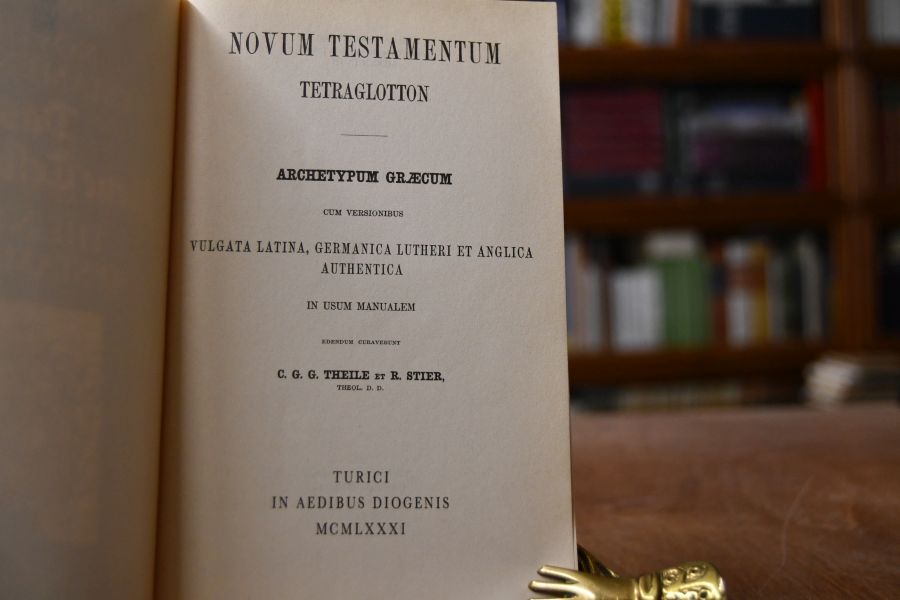 NOVUM TESTAMENTUM
TETRAGLOTTON
ARCHETYPUM GRÆCUM
CUM VERSIONIBUS
VULGATA LATINA, GERMANICA LUTHERI ET ANGLICA
AUTHENTICA
IN USUM MANUALEM
EDENDUM CURAVERUNT
C. G. G. THEILE ET R. STIER,
THEOL. D. D.
TURICI
IN AEDIBUS DIOGENIS
MCMLXXXI